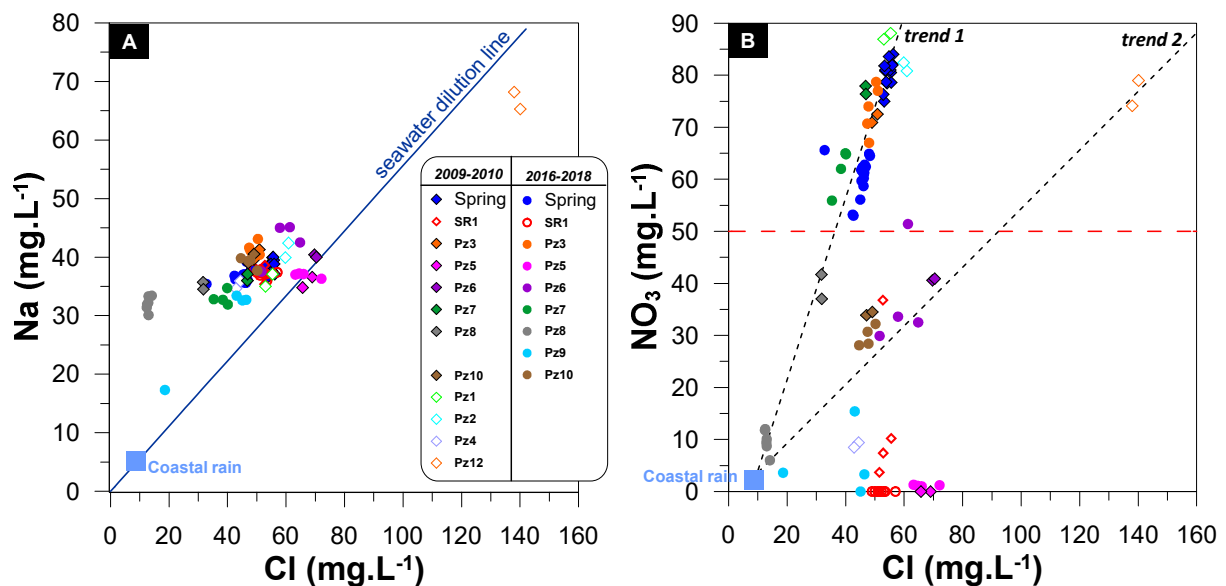 A
Na (mg.L-1)
90
80
70
60
50
40
30
20
10
0
seawater dilution line
Coastal rain
2009-2010 2016-2018
Spring Spring
SR1 SR1
Pz3 Pz3
Pz5 Pz5
Pz6 Pz6
Pz7 Pz7
Pz8 Pz8
Pz9
Pz10 Pz10
Pz1
Pz2
Pz4
Pz12
0 20 40 60 80 100 120 140 160
Cl (mg.L-1)
B
NO3 (mg.L-1)
90
80
70
60
50
40
30
20
10
0
trend 1
trend 2
Coastal rain
0 20 40 60 80 100 120 140 160
Cl (mg.L-1)